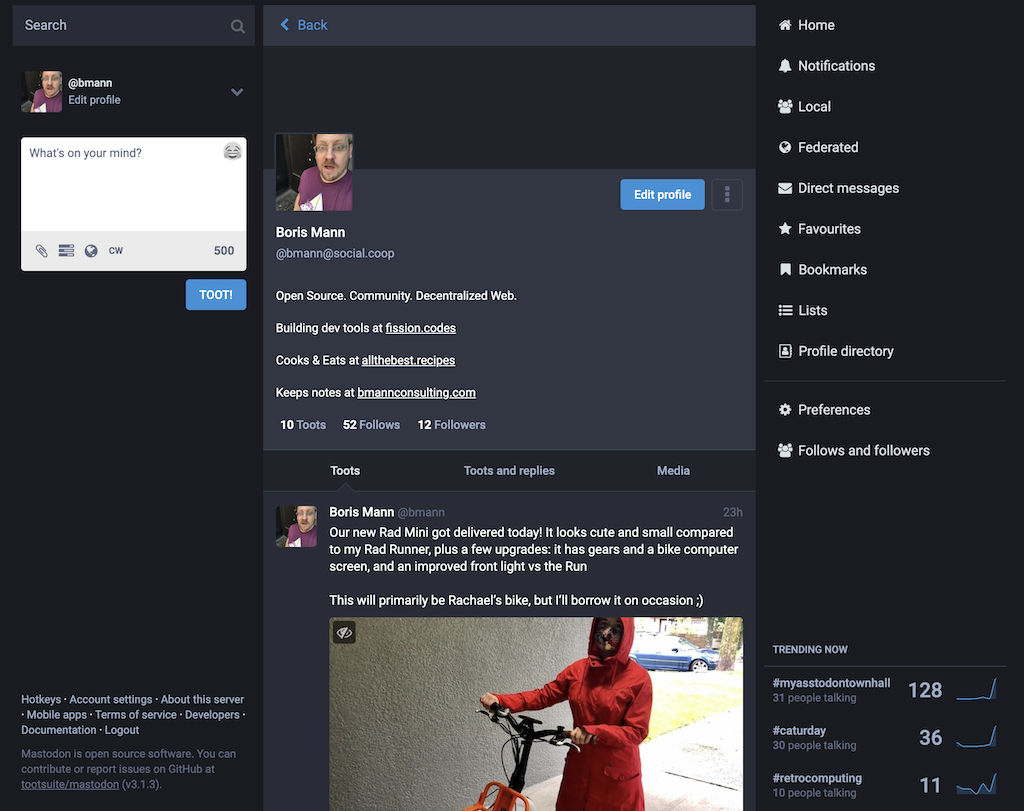 Search
@bmann
Edit profile
What's on your mind?
CW
500
TOOT!
Hotkeys · Account settings · About this server
· Mobile apps · Terms of service · Developers ·
Documentation · Logout
Mastodon is open source software. You can
contribute or report issues on GitHub at
tootsuite/mastodon (v3.1.3).
Back
Edit profile
Boris Mann
@bmann@social.coop
Open Source. Community. Decentralized Web.
Building dev tools at fission.codes
Cooks & Eats at allthebest.recipes
Keeps notes at bmannconsulting.com
10 Toots 52 Follows 12 Followers
Toots Toots and replies Media
Boris Mann @bmann 23h
Our new Rad Mini got delivered today! It looks cute and small compared
to my Rad Runner, plus a few upgrades: it has gears and a bike computer
screen, and an improved front light vs the Run
This will primarily be Rachael's bike, but I'll borrow it on occasion ;)
Home
Notifications
Local
Federated
Direct messages
Favourites
Bookmarks
Lists
Profile directory
Preferences
Follows and followers
TRENDING NOW
#myasstodontownhall
31 people talking
128
#caturday
30 people talking
36
#retrocomputing
10 people talking
11